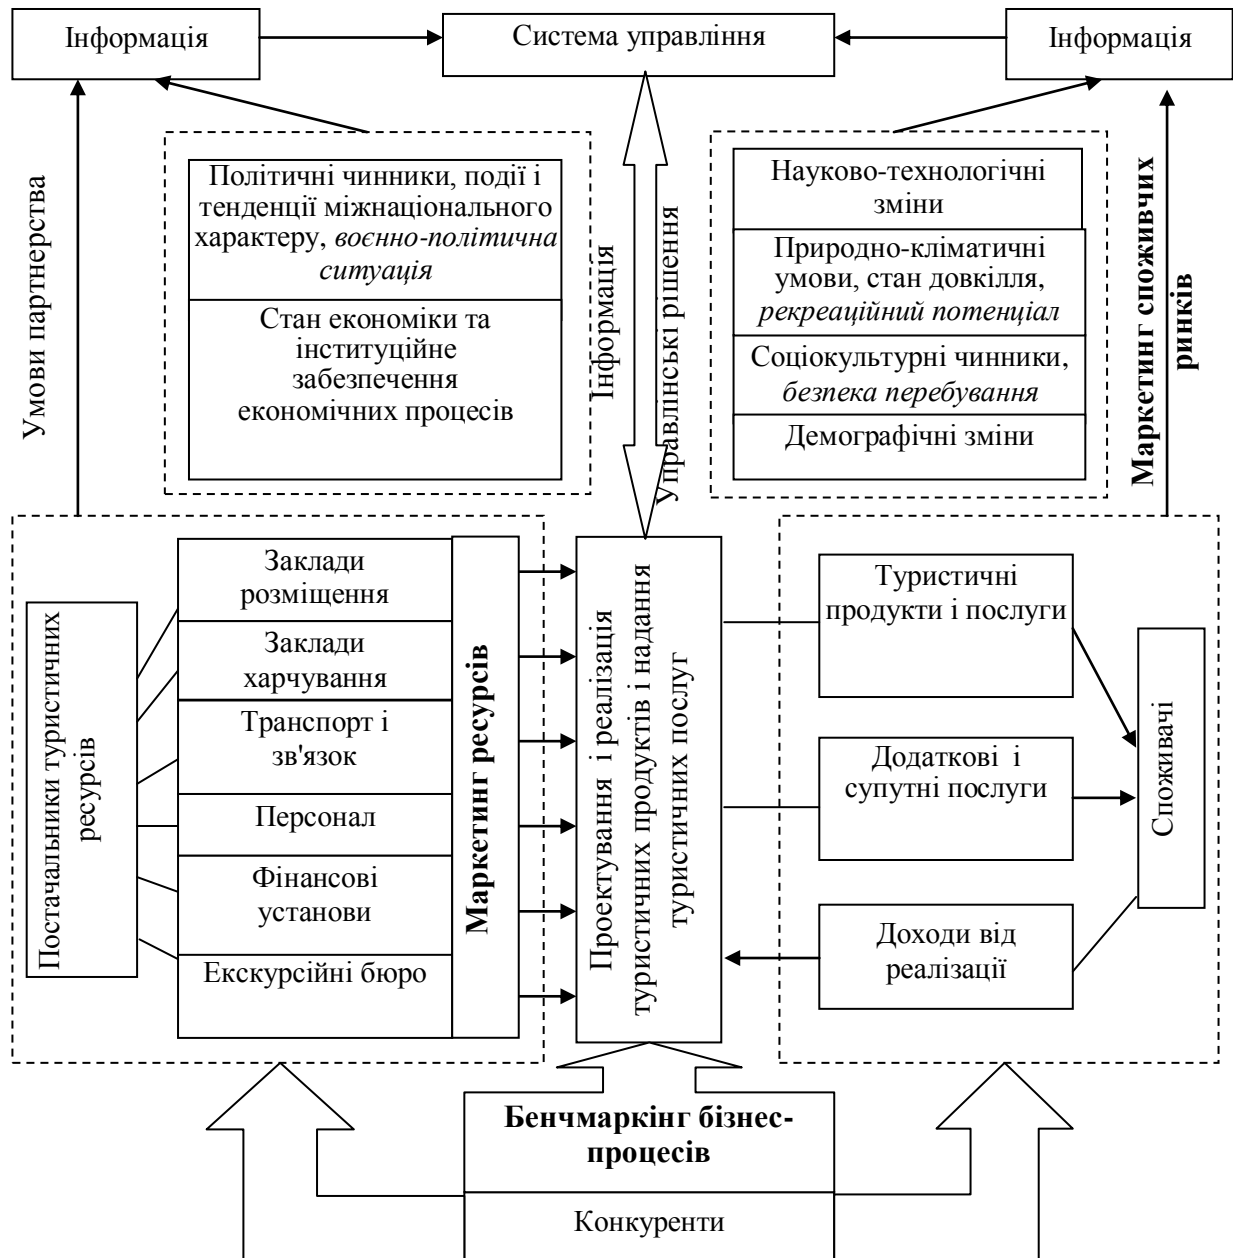 Інформація
Система управління
Інформація
Умови партнерства
Політичні чинники, події і
тенденції міжнаціонального
характеру, воєнно-політична
ситуація
Стан економіки та
інституційне
забезпечення
економічних процесів
Інформація
Управлінські рішення
Науково-технологічні
зміни
Природно-кліматичні
умови, стан довкілля,
рекреаційний потенціал
Соціокультурні чинники,
безпека перебування
Демографічні зміни
Маркетинг споживчих
ринків
Постачальники туристичних
ресурсів
Заклади
розміщення
Заклади
харчування
Транспорт і
зв'язок
Персонал
Фінансові
установи
Екскурсійні бюро
Маркетинг ресурсів
Проектування і реалізація
туристичних продуктів і надання
туристичних послуг
Туристичні
продукти і послуги
Додаткові і
супутні послуги
Доходи від
реалізації
Споживачі
Бенчмаркінг бізнес-
процесів
Конкуренти